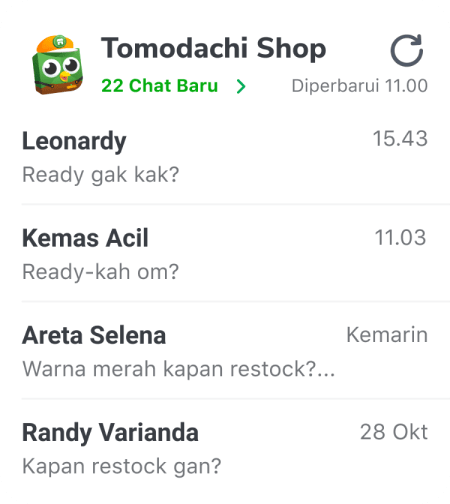 Tomodachi Shop
22 Chat Baru > Diperbarui 11.00
Leonardy 15.43
Ready gak kak?
Kemas Acil 11.03
Ready-kah om?
Areta Selena Kemarin
Warna merah kapan restock?...
Randy Varianda 28 Okt
Kapan restock gan?